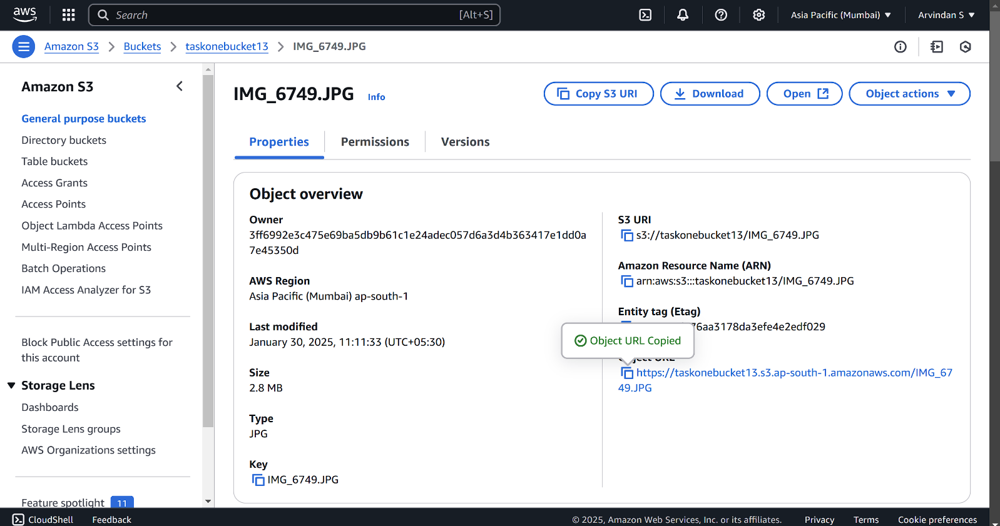 aws
Search [Alt+S]
Asia Pacific (Mumbai) ▼
Arvindan S ▼
Amazon S3 > Buckets > taskonebucket13 > IMG_6749.JPG
Amazon S3
General purpose buckets
Directory buckets
Table buckets
Access Grants
Access Points
Object Lambda Access Points
Multi-Region Access Points
Batch Operations
IAM Access Analyzer for S3
Block Public Access settings for
this account
Storage Lens
Dashboards
Storage Lens groups
AWS Organizations settings
Feature spotlight 11
IMG_6749.JPG Info
Copy S3 URI
Download
Open
Object actions ▼
Properties
Permissions
Versions
Object overview
Owner
3ff6992e3c475e69ba5db9b61c1e24adec057d6a3d4b363417e1dd0a
7e45350d
AWS Region
Asia Pacific (Mumbai) ap-south-1
Last modified
January 30, 2025, 11:11:33 (UTC+05:30)
Size
2.8 MB
Type
JPG
Key
IMG_6749.JPG
S3 URI
s3://taskonebucket13/IMG_6749.JPG
Amazon Resource Name (ARN)
arn:aws:s3:::taskonebucket13/IMG_6749.JPG
Entity tag (Etag)
76aa3178da3efe4e2edf029
Object URL Copied
Object URL
https://taskonebucket13.s3.ap-south-1.amazonaws.com/IMG_67
49.JPG
CloudShell
Feedback
© 2025, Amazon Web Services, Inc. or its affiliates.
Privacy
Terms
Cookie preferences